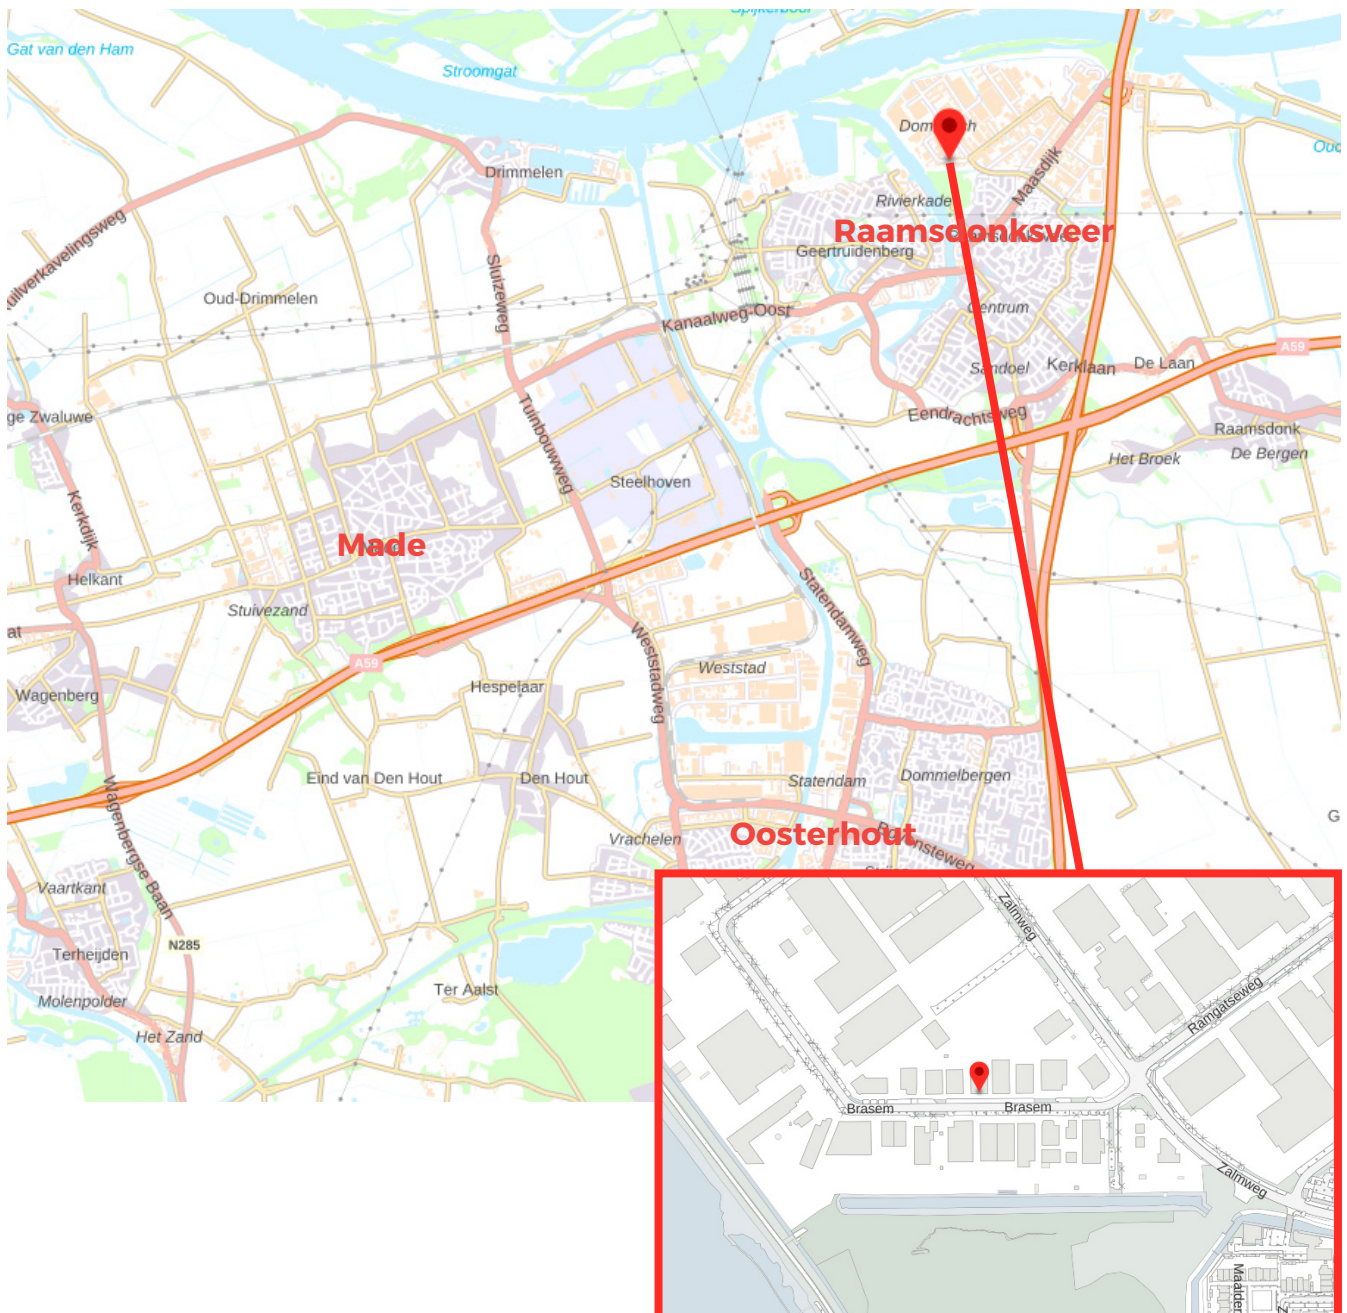 Spijkerboor
Gat van den Ham
Stroomgat
Drimmelen
Maasdijk
Rivierkade
Raamsdonksveer
Geertruidenberg
Sluizeweg
Oud-Drimmelen
Kanaalweg-Oost
Centrum
A59
Sandoel
Kerklaan
De Laan
ge Zwaluwe
Tuinbouwweg
Eendrachtsweg
Raamsdonk
Het Broek
De Bergen
Steelhoven
Kerkdijk
Made
Helkant
Stuivezand
Statendamweg
at
A59
Weststadweg
Weststad
Wagenberg
Hespelaar
Eind van Den Hout
Den Hout
Statendam
Dommelbergen
G
Wagenbergse Baan
Vrachelen
Oosterhout
Vaartkant
N285
Terheijden
Ter Aalst
Molenpolder
Het Zand
Zalmweg
Ramgatseweg
Brasem
Brasem
Zalmweg
Maalder
Z